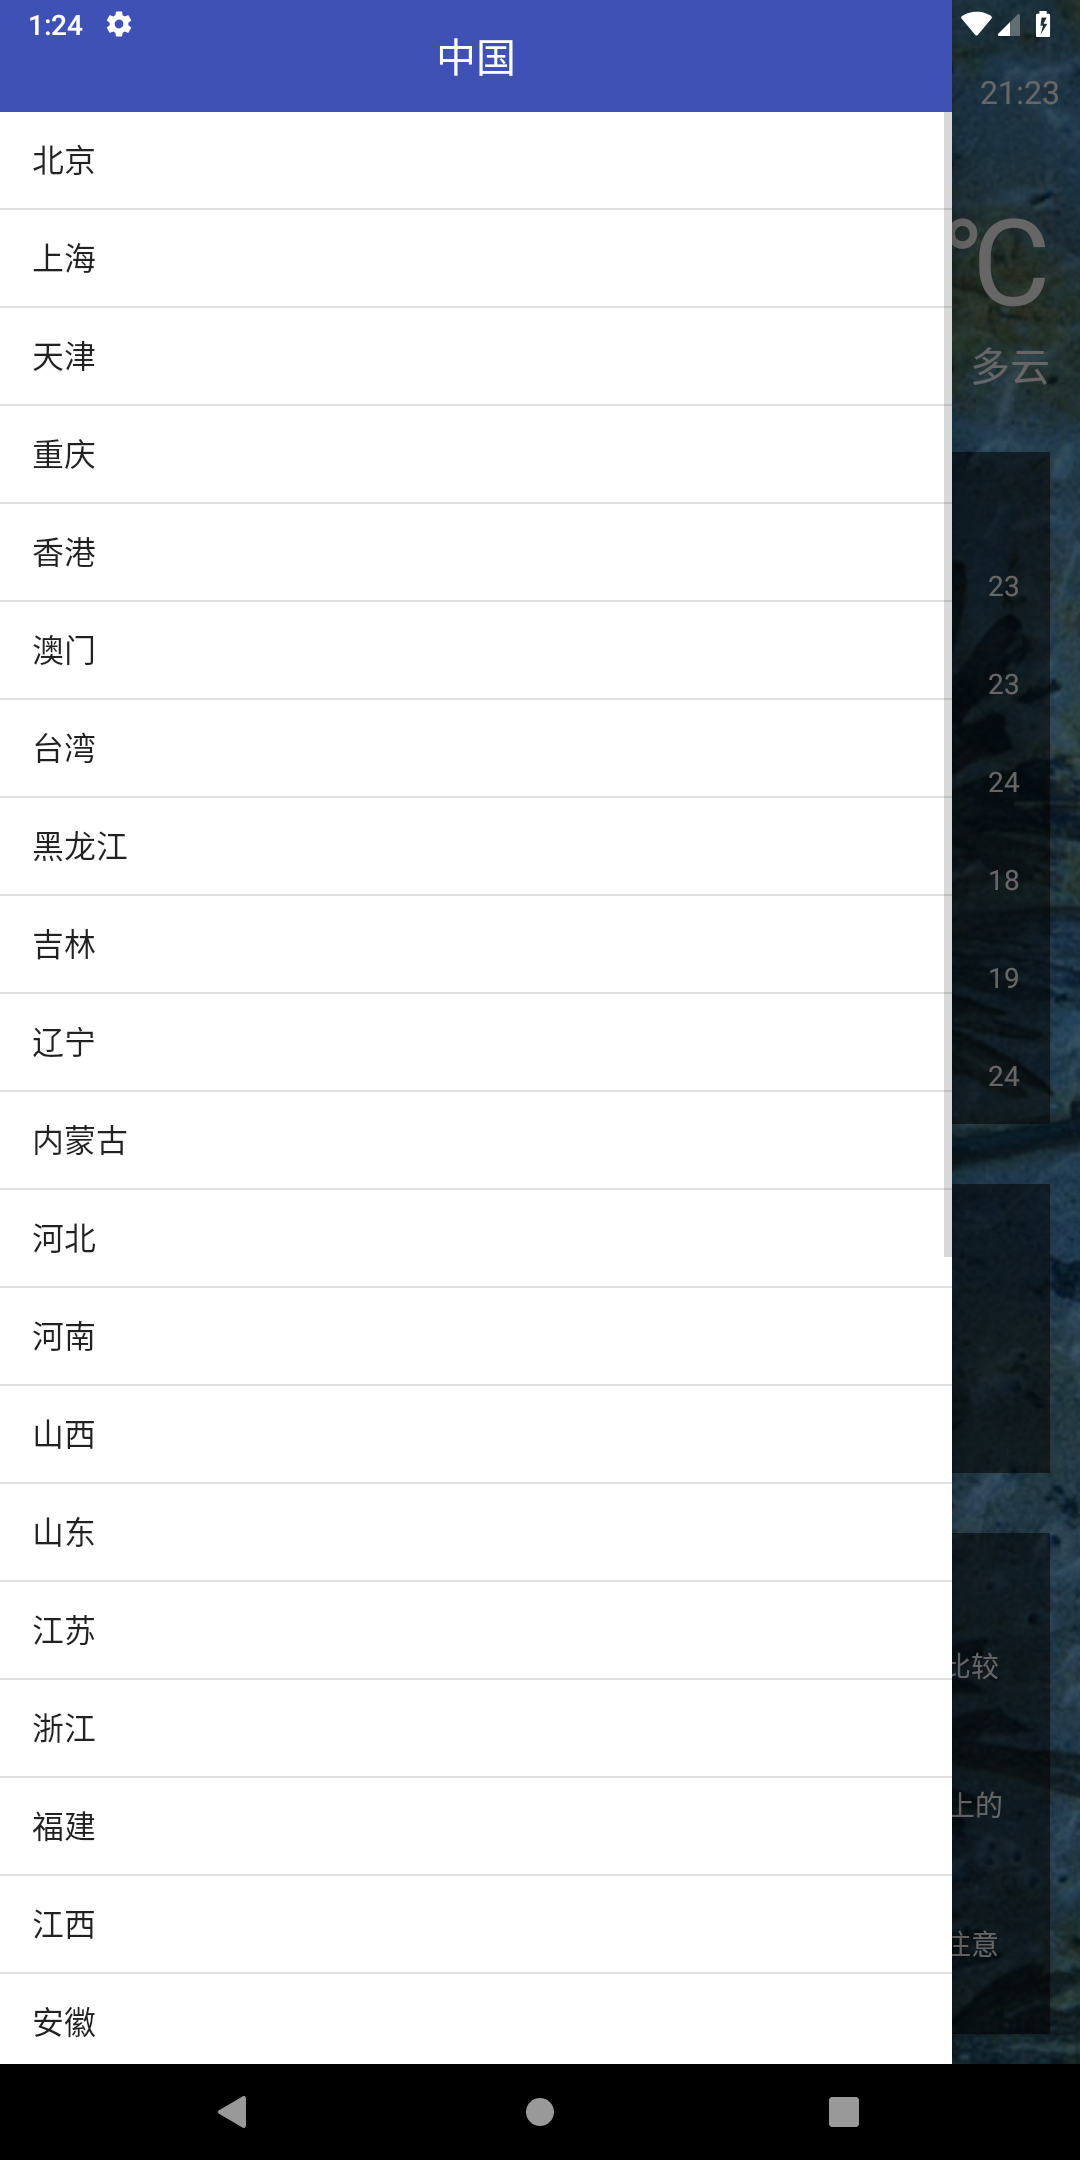 1:24
中国
21:23
北京
上海
℃
天津
多云
重庆
香港
23
澳门
23
台湾
24
黑龙江
18
吉林
19
辽宁
24
内蒙古
河北
河南
山西
山东
江苏
比较
浙江
上的
福建
江西
注意
安徽